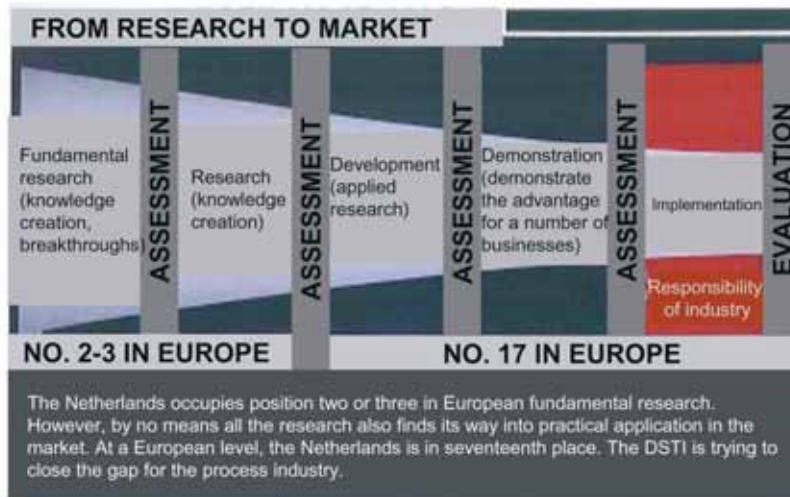 FROM RESEARCH TO MARKET
Fundamental
research
(knowledge
creation,
breakthroughs)
ASSESSMENT
Research
(knowledge
creation)
ASSESSMENT
Development
(applied
research)
ASSESSMENT
Demonstration
(demonstrate
the advantage
for a number of
businesses)
ASSESSMENT
Implementation
Responsibility
of industry
EVALUATION
NO. 2-3 IN EUROPE
NO. 17 IN EUROPE
The Netherlands occupies position two or three in European fundamental research.
However, by no means all the research also finds its way into practical application in the
market. At a European level, the Netherlands is in seventeenth place. The DSTI is trying to
close the gap for the process industry.